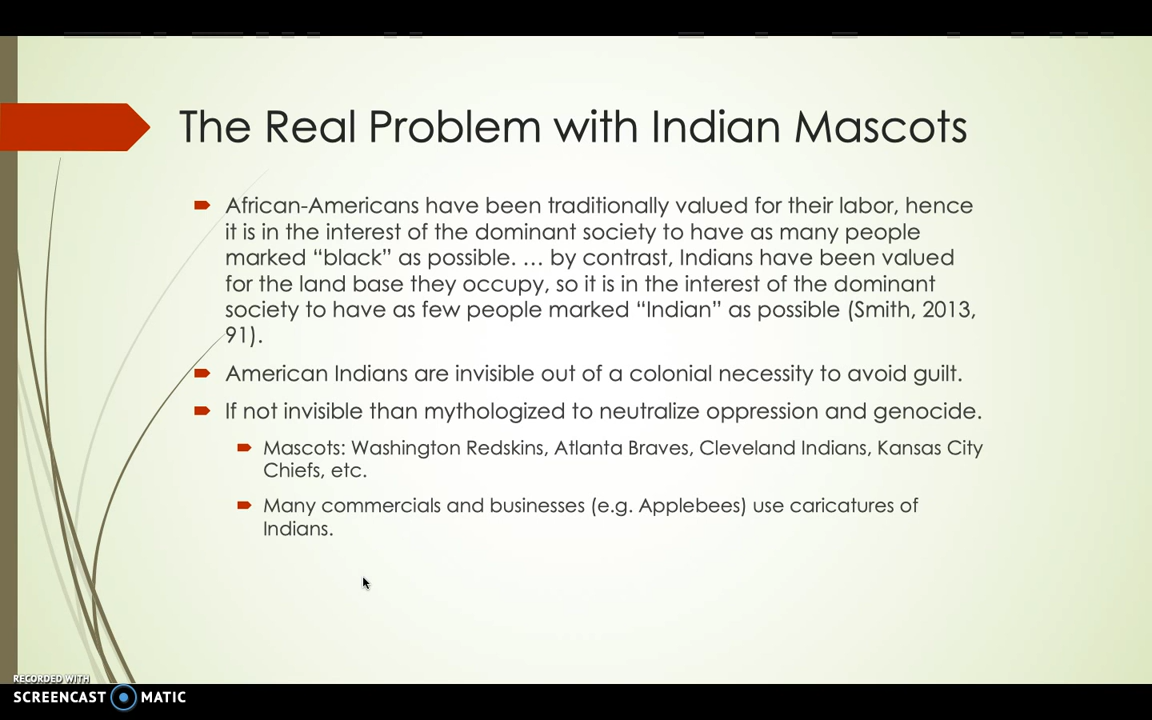 The Real Problem with Indian Mascots
African-Americans have been traditionally valued for their labor, hence
it is in the interest of the dominant society to have as many people
marked “black” as possible. … by contrast, Indians have been valued
for the land base they occupy, so it is in the interest of the dominant
society to have as few people marked “Indian” as possible (Smith, 2013,
91).
American Indians are invisible out of a colonial necessity to avoid guilt.
If not invisible than mythologized to neutralize oppression and genocide.
Mascots: Washington Redskins, Atlanta Braves, Cleveland Indians, Kansas City
Chiefs, etc.
Many commercials and businesses (e.g. Applebees) use caricatures of
Indians.
RECORDED WITH
SCREENCAST MATIC